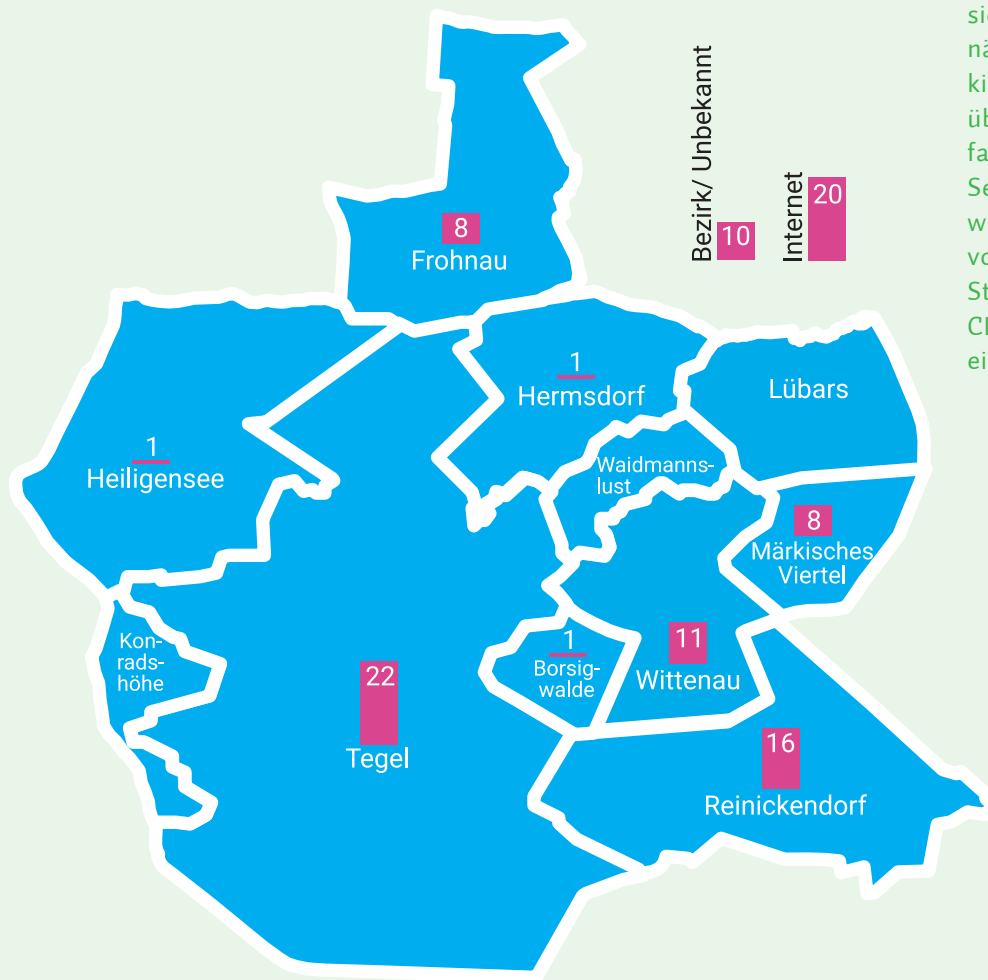 8
Frohnau
Bezirk/ Unbekannt
10
Internet
20
1
Hermsdorf
Lübars
1
Heiligensee
Waidmanns-
lust
8
Märkisches
Viertel
Kon-
rads-
höhe
22
Tegel
1
Borsig-
walde
11
Wittenau
16
Reinickendorf